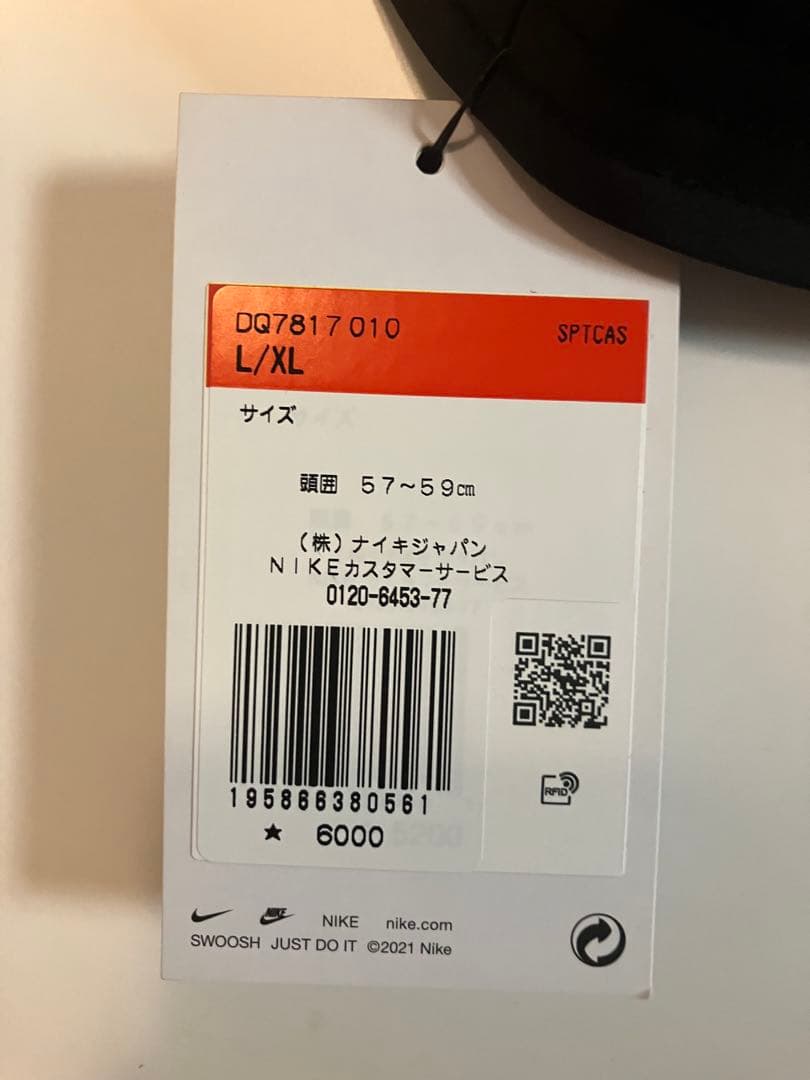 DQ7817 010
L/XL
SPTCAS
サイズ
頭囲 57～59㎝
（株）ナイキジャパン
NIKEカスタマーサービス
0120-6453-77
195866380561
RFID
★ 6000
NIKE NIKE nike.com
SWOOSH JUST DO IT ©2021 Nike